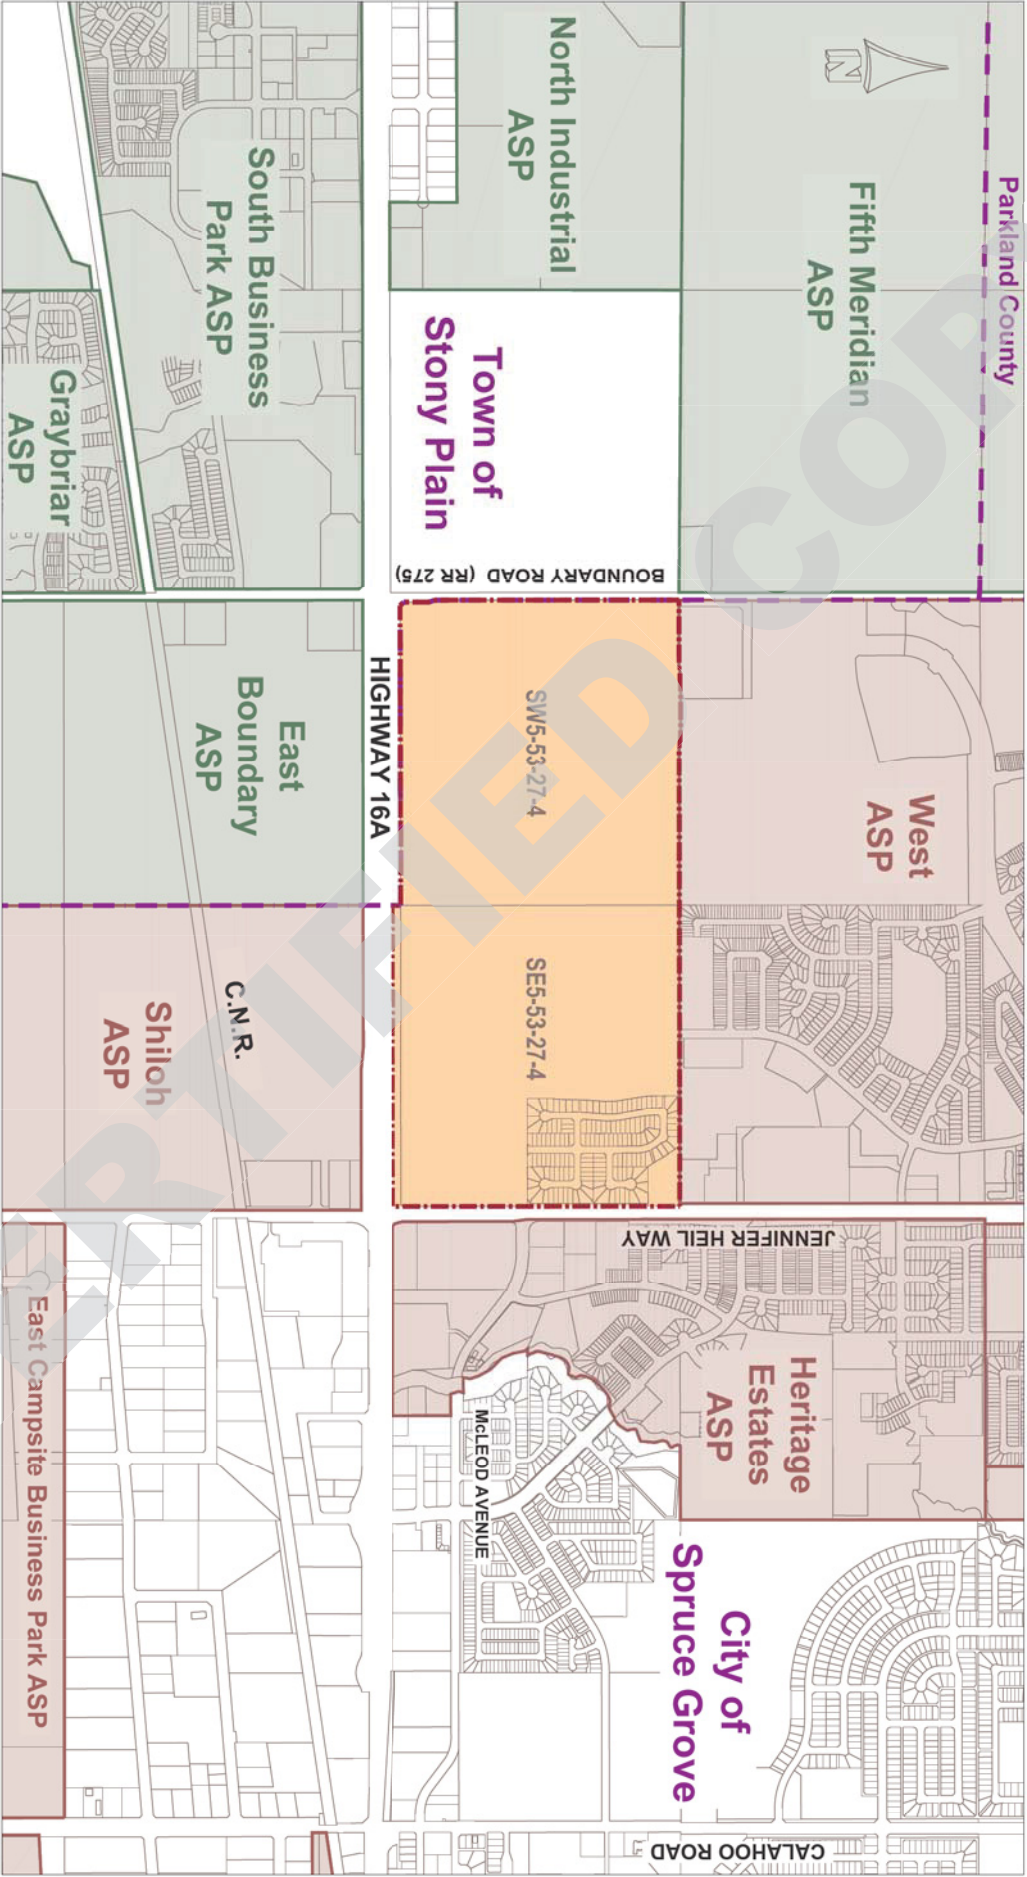 N
Parkland County
Fifth Meridian
ASP
North Industrial
ASP
South Business
Park ASP
Graybriar
ASP
Town of
Stony Plain
BOUNDARY ROAD (RR 275)
West
ASP
SW5-53-27-4
SE5-53-27-4
HIGHWAY 16A
East
Boundary
ASP
C.N.R.
Shiloh
ASP
JENNIFER HEIL WAY
Heritage
Estates
ASP
McLEOD AVENUE
City of
Spruce Grove
East Campsite Business Park ASP
CALAHOO ROAD
CERTIFIED COPY